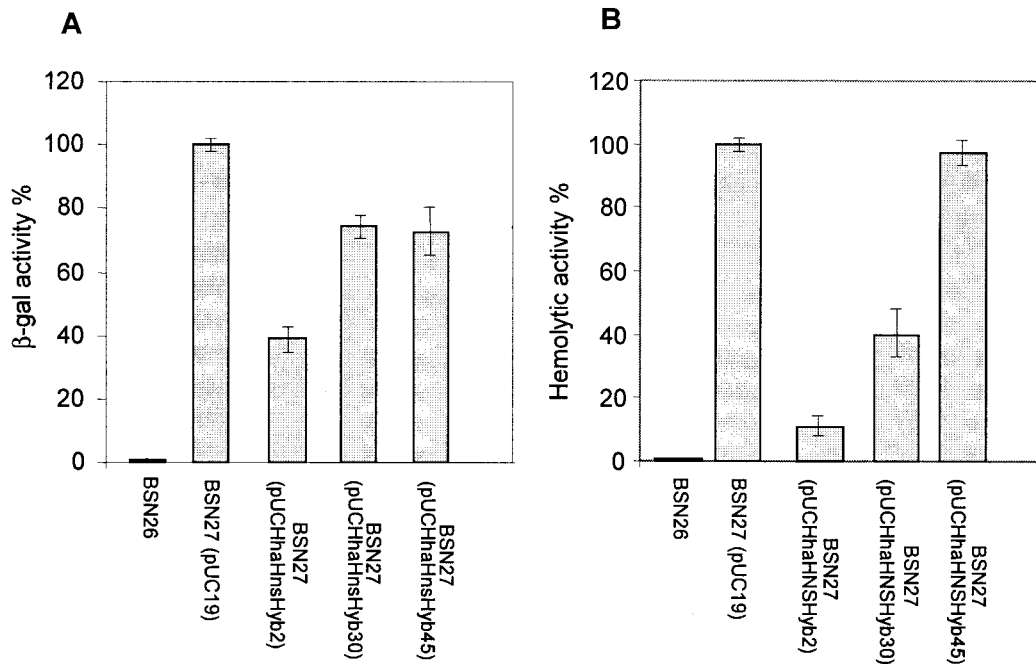 A
β-gal activity %
120
100
80
60
40
20
0
BSN26
BSN27 (pUC19)
BSN27
(pUCHhaHnsHyb2)
BSN27
(pUCHhaHnsHyb30)
BSN27
(pUCHhaHnsHyb45)
B
Hemolytic activity %
120
100
80
60
40
20
0
BSN26
BSN27 (pUC19)
BSN27
(pUCHhaHNSHyb2)
BSN27
(pUCHhaHNSHyb30)
BSN27
(pUCHhaHNSHyb45)